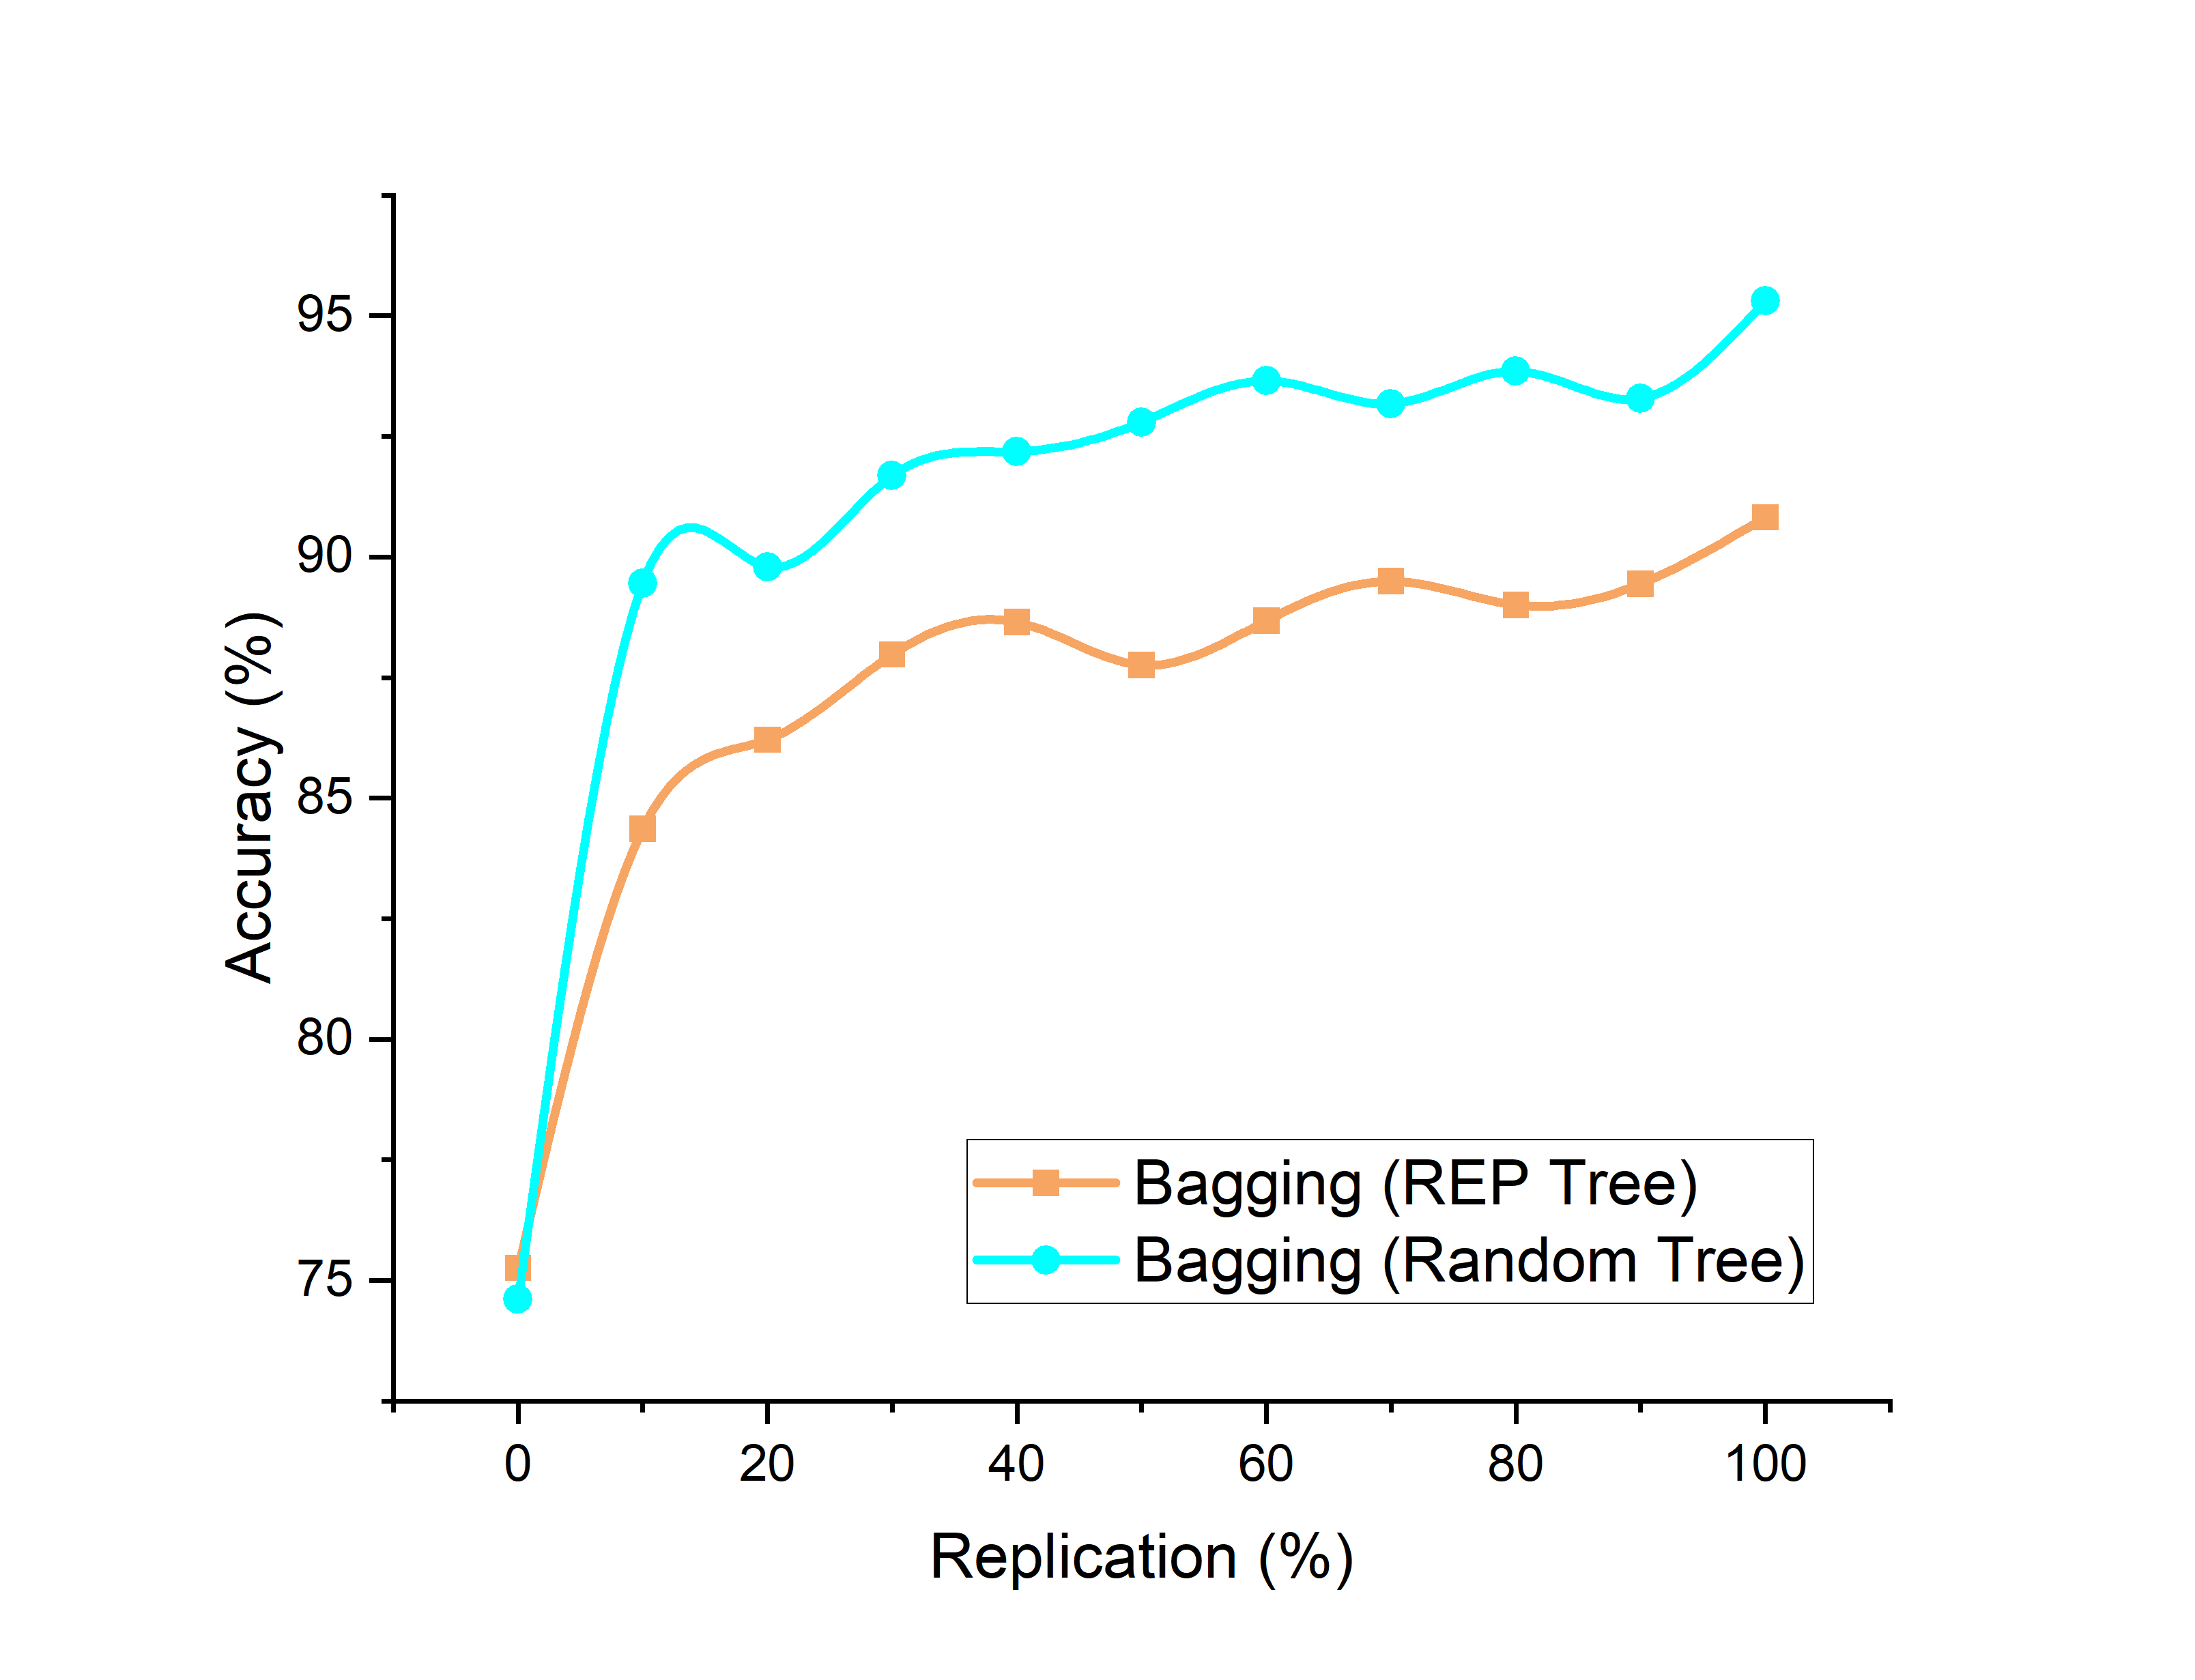 95
90
85
80
75
Accuracy (%)
Bagging (REP Tree)
Bagging (Random Tree)
0 20 40 60 80 100
Replication (%)